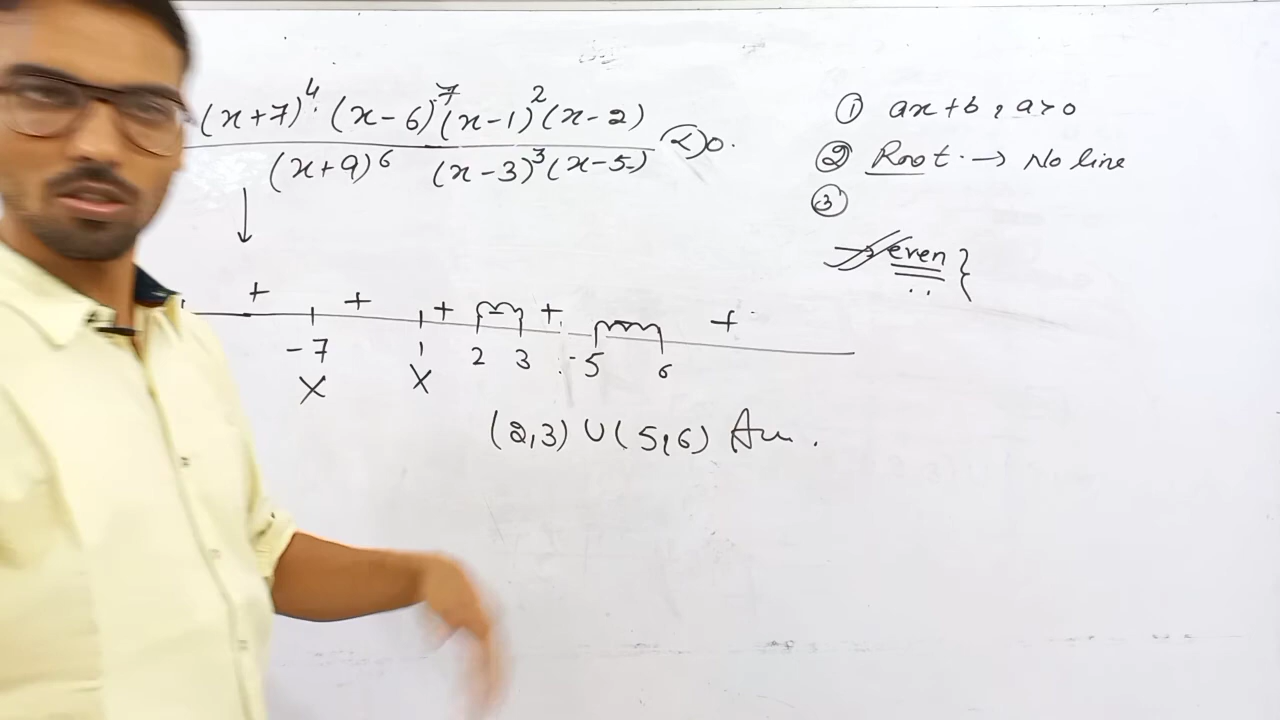 (x+7)⁴·(x-6)⁷(x-1)²(x-2)
(x+9)⁶ (x-3)³(x-5) < 0.
↓
+ + + + +
-7 1 2 3 5 6
X X
(2,3) ∪ (5,6) Ans.
① ax+b, a>0
② Root. → No line
③
→ even }